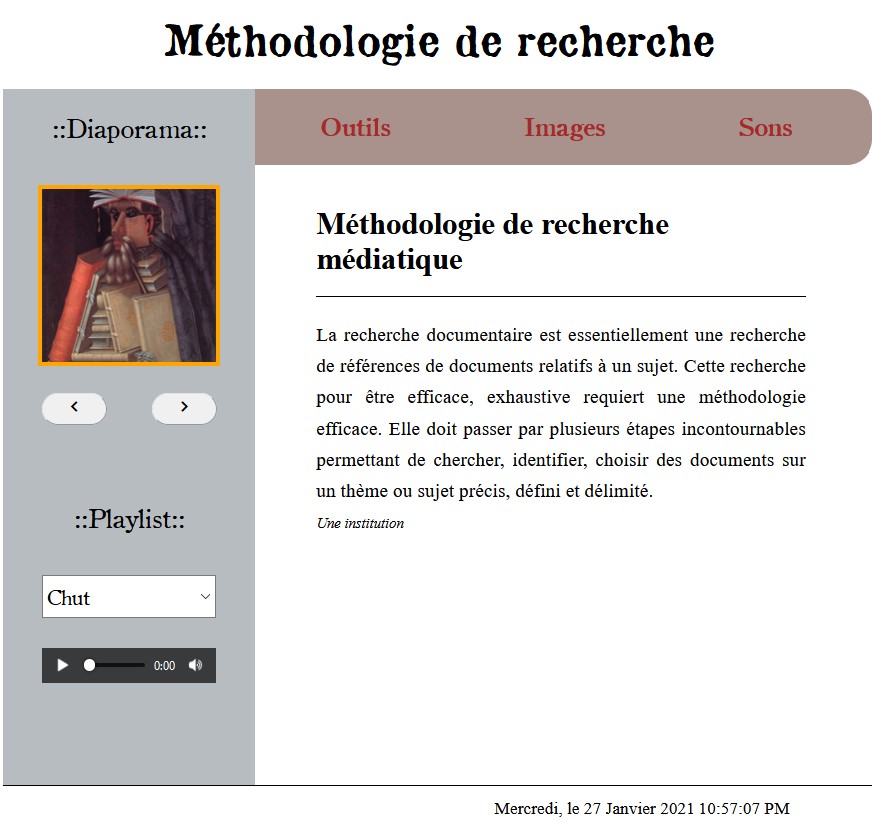 Méthodologie de recherche
::Diaporama::
Outils
Images
Sons
Méthodologie de recherche
médiatique
La recherche documentaire est essentiellement une recherche
de références de documents relatifs à un sujet. Cette recherche
pour être efficace, exhaustive requiert une méthodologie
efficace. Elle doit passer par plusieurs étapes incontournables
permettant de chercher, identifier, choisir des documents sur
un thème ou sujet précis, défini et délimité.
Une institution
::Playlist::
Chut
0:00
Mercredi, le 27 Janvier 2021 10:57:07 PM